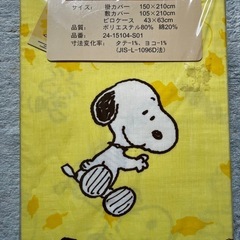 サイズ: 掛カバー 150×210cm
敷カバー 105×210cm
ピロケース 43×63cm
品質: ポリエステル80% 綿20%
品番: 24-15104-S01
寸法変化率: タテ-1%、ヨコ-1%
(JIS-L-1096D法)